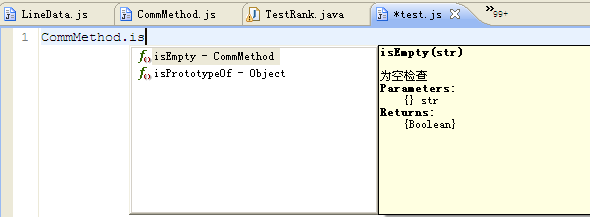 LineData.js
CommMethod.js
TestRank.java
*test.js
»99+
1 CommMethod.is
isEmpty - CommMethod
isPrototypeOf - Object
isEmpty(str)
为空检查
Parameters:
{} str
Returns:
{Boolean}